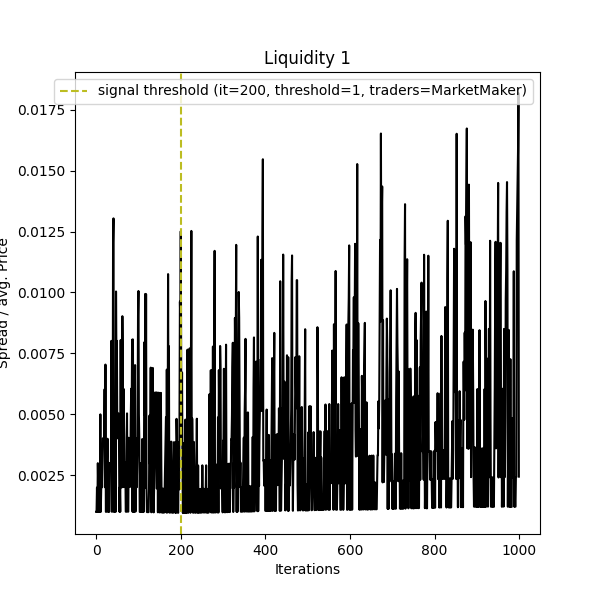 Liquidity 1
signal threshold (it=200, threshold=1, traders=MarketMaker)
Spread / avg. Price
0.0175
0.0150
0.0125
0.0100
0.0075
0.0050
0.0025
0 200 400 600 800 1000
Iterations